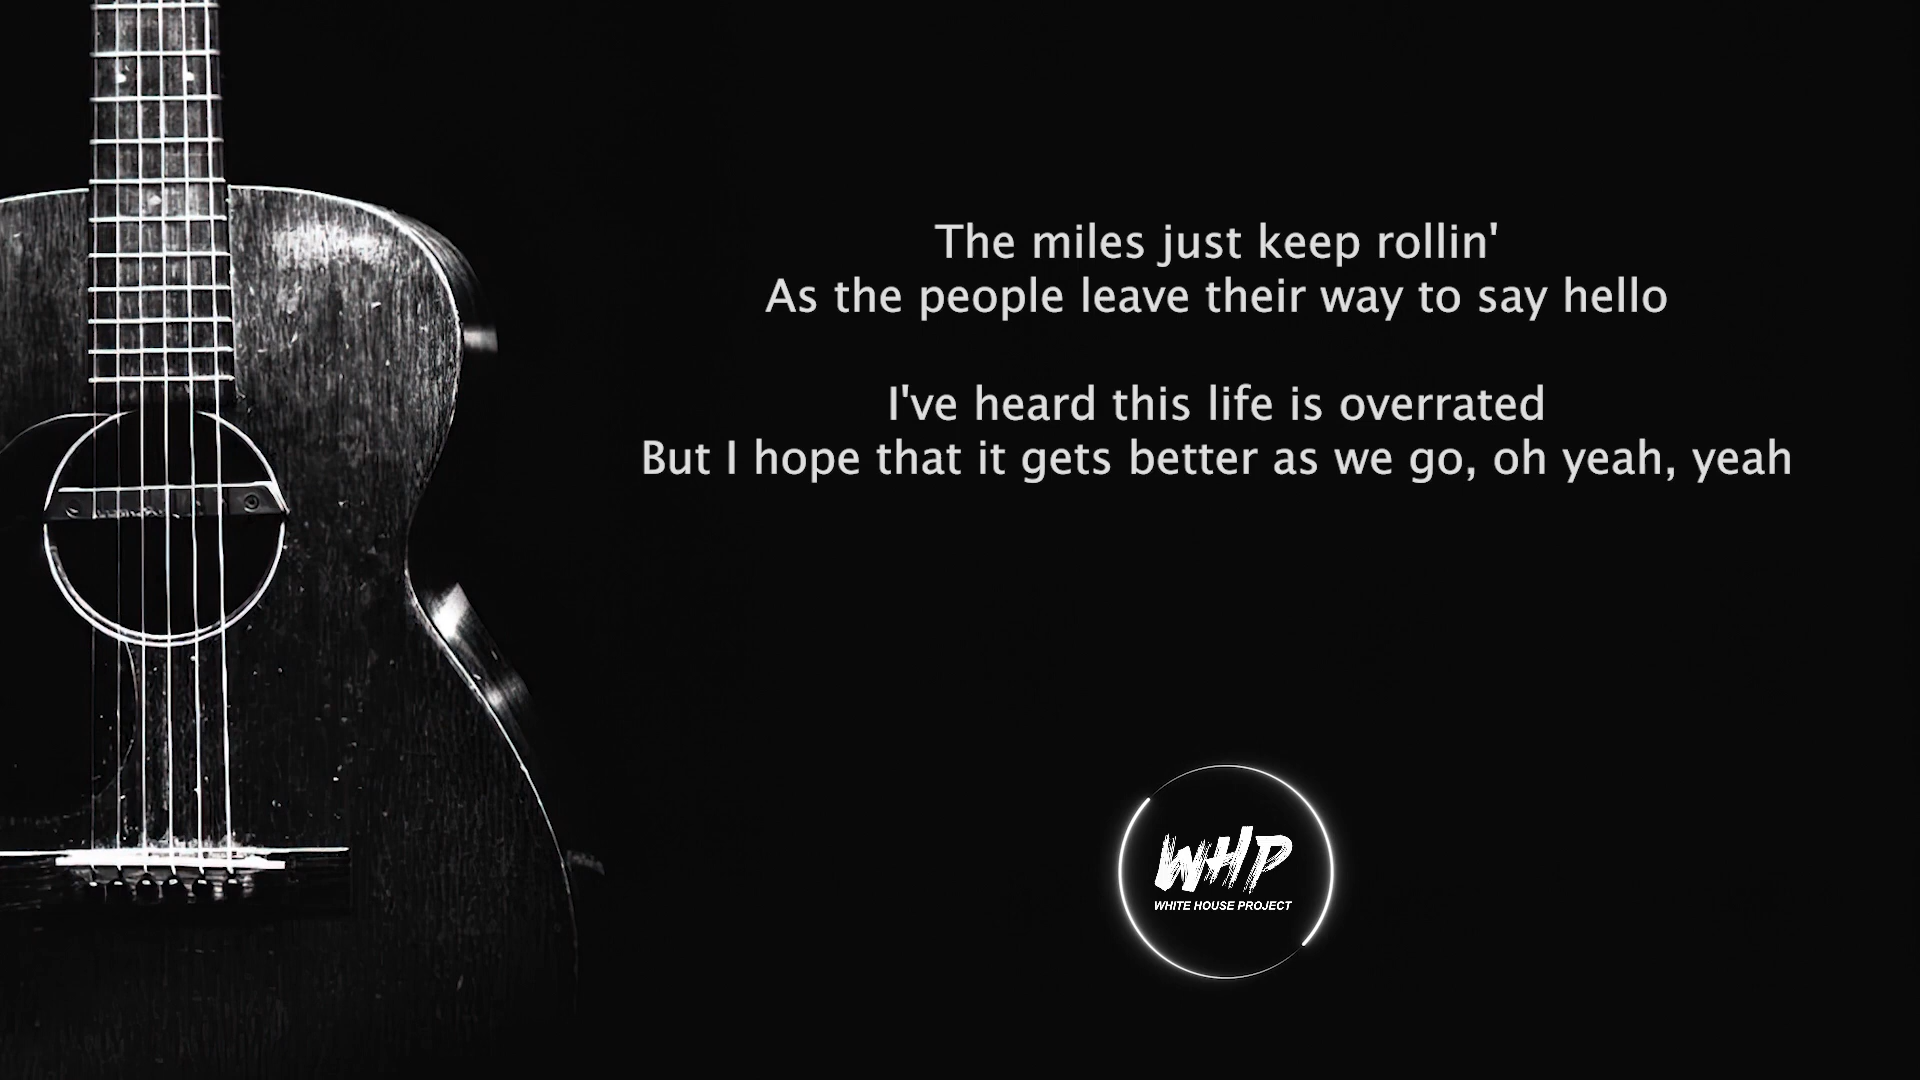 The miles just keep rollin'
As the people leave their way to say hello
I've heard this life is overrated
But I hope that it gets better as we go, oh yeah, yeah
WHP
WHITE HOUSE PROJECT